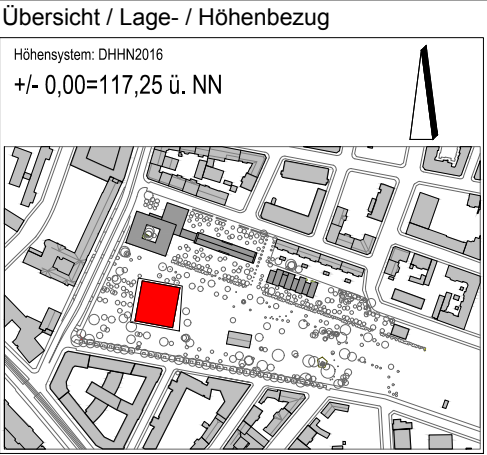 Übersicht / Lage- / Höhenbezug
Höhensystem: DHHN2016
+/- 0,00=117,25 ü. NN